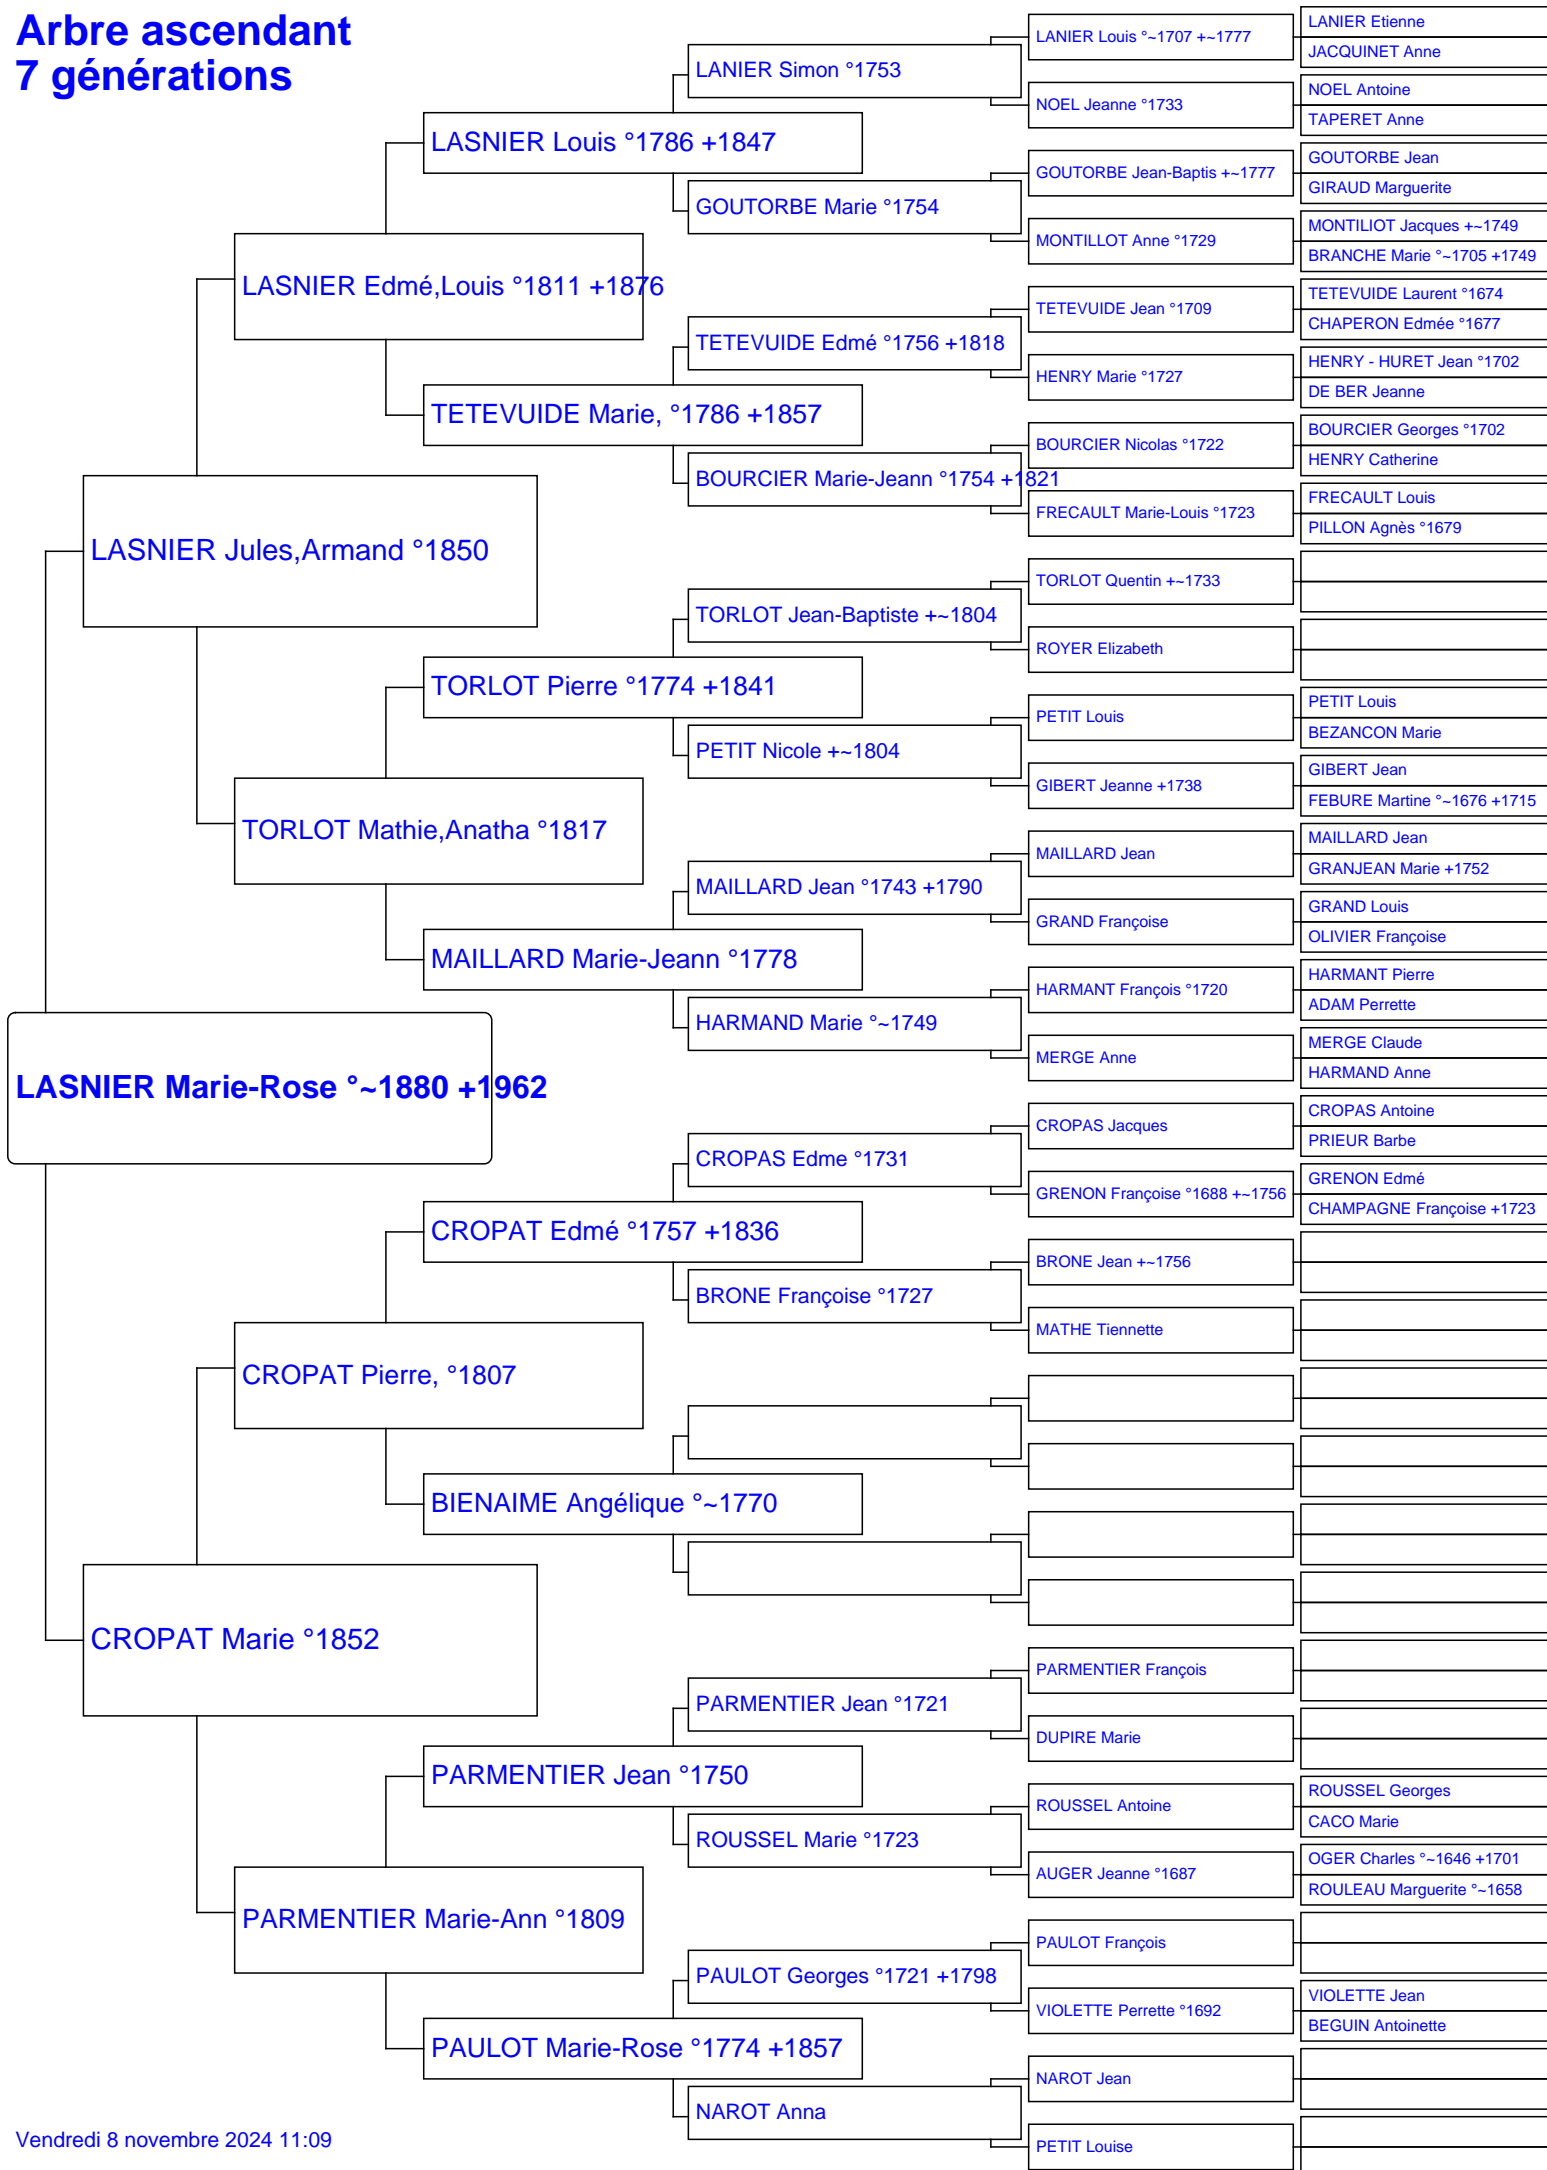 Arbre ascendant
7 générations
LASNIER Marie-Rose °~1880 +1962
LASNIER Jules,Armand °1850
CROPAT Marie °1852
LASNIER Edmé,Louis °1811 +1876
TORLOT Mathie,Anatha °1817
CROPAT Pierre, °1807
PARMENTIER Marie-Ann °1809
LASNIER Louis °1786 +1847
TETEVUIDE Marie, °1786 +1857
TORLOT Pierre °1774 +1841
MAILLARD Marie-Jeann °1778
CROPAT Edmé °1757 +1836
BIENAIME Angélique °~1770
PARMENTIER Jean °1750
PAULOT Marie-Rose °1774 +1857
LANIER Simon °1753
GOUTORBE Marie °1754
TETEVUIDE Edmé °1756 +1818
BOURCIER Marie-Jeann °1754 +1821
TORLOT Jean-Baptiste +~1804
PETIT Nicole +~1804
MAILLARD Jean °1743 +1790
HARMAND Marie °~1749
CROPAS Edme °1731
BRONE Françoise °1727
PARMENTIER Jean °1721
ROUSSEL Marie °1723
PAULOT Georges °1721 +1798
NAROT Anna
LANIER Louis °~1707 +~1777
NOEL Jeanne °1733
GOUTORBE Jean-Baptis +~1777
MONTILLOT Anne °1729
TETEVUIDE Jean °1709
HENRY Marie °1727
BOURCIER Nicolas °1722
FRECAULT Marie-Louis °1723
TORLOT Quentin +~1733
ROYER Elizabeth
PETIT Louis
GIBERT Jeanne +1738
MAILLARD Jean
GRAND Françoise
HARMANT François °1720
MERGE Anne
CROPAS Jacques
GRENON Françoise °1688 +~1756
BRONE Jean +~1756
MATHE Tiennette
PARMENTIER François
DUPIRE Marie
ROUSSEL Antoine
AUGER Jeanne °1687
PAULOT François
VIOLETTE Perrette °1692
NAROT Jean
PETIT Louise
LANIER Etienne
JACQUINET Anne
NOEL Antoine
TAPERET Anne
GOUTORBE Jean
GIRAUD Marguerite
MONTILIOT Jacques +~1749
BRANCHE Marie °~1705 +1749
TETEVUIDE Laurent °1674
CHAPERON Edmée °1677
HENRY - HURET Jean °1702
DE BER Jeanne
BOURCIER Georges °1702
HENRY Catherine
FRECAULT Louis
PILLON Agnès °1679
PETIT Louis
BEZANCON Marie
GIBERT Jean
FEBURE Martine °~1676 +1715
MAILLARD Jean
GRANJEAN Marie +1752
GRAND Louis
OLIVIER Françoise
HARMANT Pierre
ADAM Perrette
MERGE Claude
HARMAND Anne
CROPAS Antoine
PRIEUR Barbe
GRENON Edmé
CHAMPAGNE Françoise +1723
ROUSSEL Georges
CACO Marie
OGER Charles °~1646 +1701
ROULEAU Marguerite °~1658
VIOLETTE Jean
BEGUIN Antoinette
Vendredi 8 novembre 2024 11:09